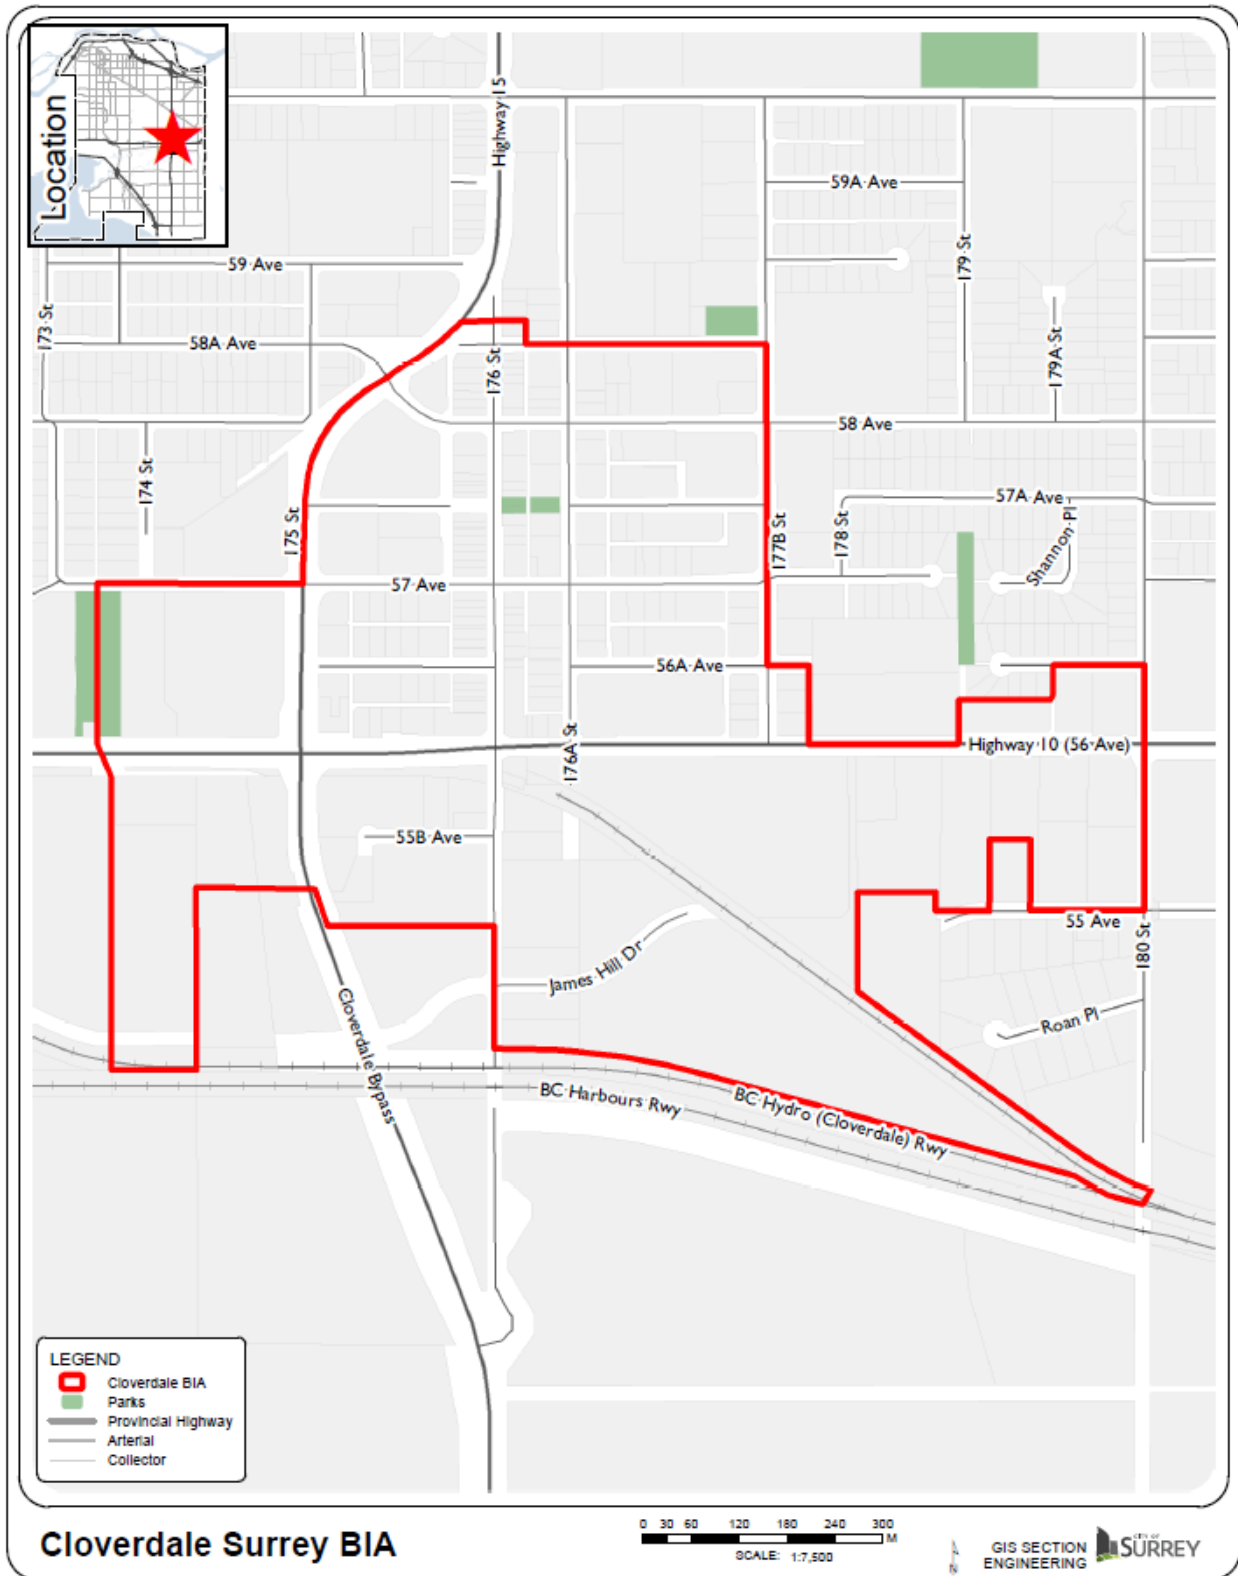 Location
Highway 15
59A Ave
59 Ave
179 St
173 St
58A Ave
176 St
179A St
58 Ave
174 St
57A Ave
175 St
177B St
178 St
Shannon Pl
57 Ave
56A Ave
176A St
Highway 10 (56 Ave)
55B Ave
55 Ave
180 St
James Hill Dr
Roan Pl
Cloverdale Bypass
BC Harbours Rwy
BC Hydro (Cloverdale) Rwy
LEGEND
Cloverdale BIA
Parks
Provincial Highway
Arterial
Collector
Cloverdale Surrey BIA
0 30 60 120 180 240 300
M
SCALE: 1:7,500
N
GIS SECTION
ENGINEERING
CITY OF
SURREY